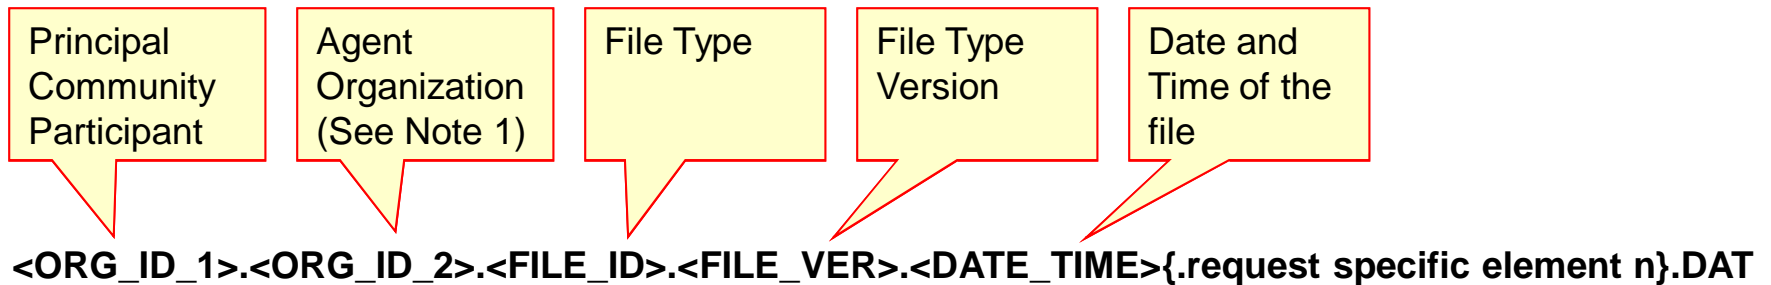 Principal
Community
Participant
Agent
Organization
(See Note 1)
File Type
File Type
Version
Date and
Time of the
file
<ORG_ID_1>.<ORG_ID_2>.<FILE_ID>.<FILE_VER>.<DATE_TIME>{.request specific element n}.DAT